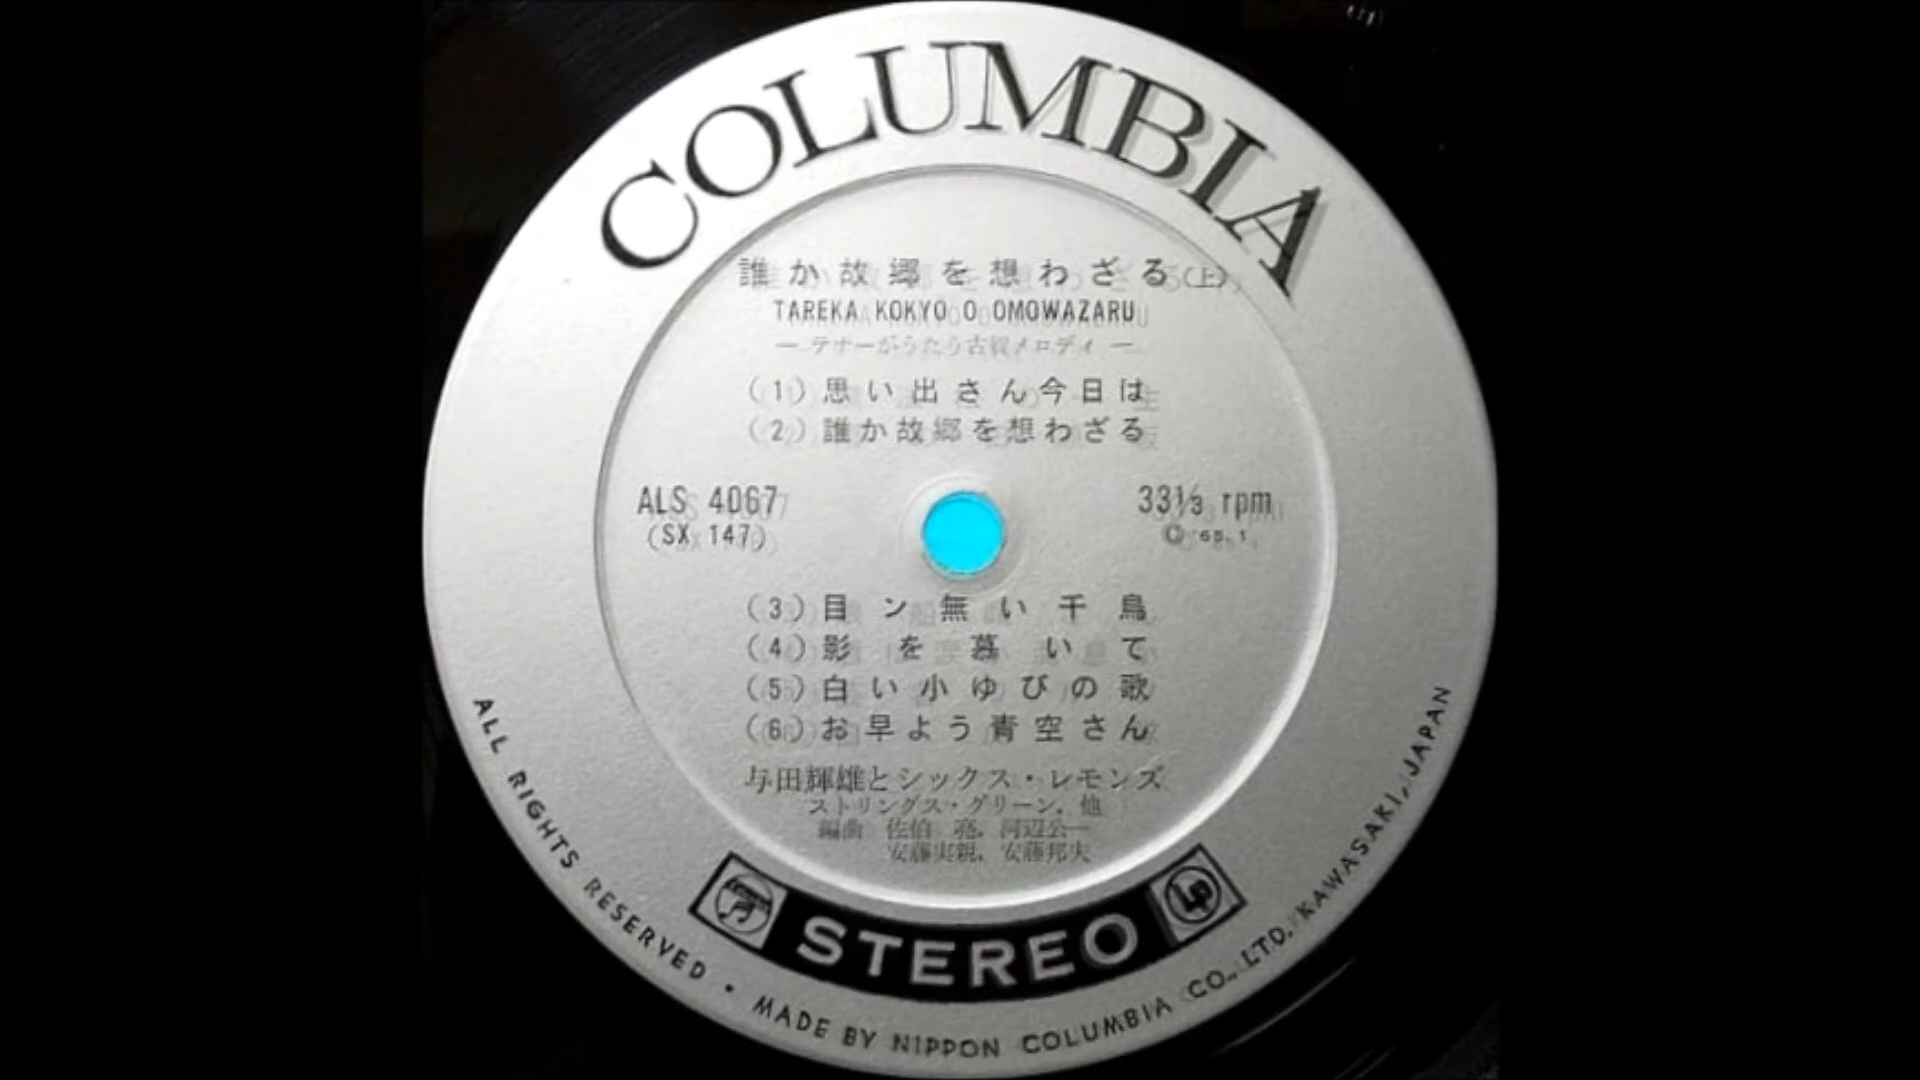 COLUMBIA
誰か故郷を想わざる(上)
TAREKA KOKYO O OMOWAZARU
― テナーがうたう古賀メロディ ―
(1)思い出さん今日は
(2)誰か故郷を想わざる
ALS 4067
(SX 147)
33⅓ rpm
(3)目ン無い千鳥
(4)影を慕いて
(5)白い小ゆびの歌
(6)お早よう青空さん
与田輝雄とシックス・レモンズ
ストリングス・グリーン, 他
編曲 佐伯 亮, 河辺公一
安藤実親, 安藤邦夫
LP
STEREO
ALL RIGHTS RESERVED • MADE BY NIPPON COLUMBIA CO., LTD. KAWASAKI, JAPAN